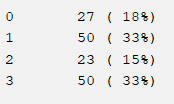 0 27 ( 18%)
1 50 ( 33%)
2 23 ( 15%)
3 50 ( 33%)